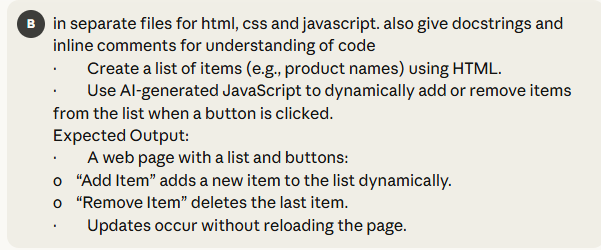 B
in separate files for html, css and javascript. also give docstrings and
inline comments for understanding of code
· Create a list of items (e.g., product names) using HTML.
· Use AI-generated JavaScript to dynamically add or remove items
from the list when a button is clicked.
Expected Output:
· A web page with a list and buttons:
o “Add Item” adds a new item to the list dynamically.
o “Remove Item” deletes the last item.
· Updates occur without reloading the page.